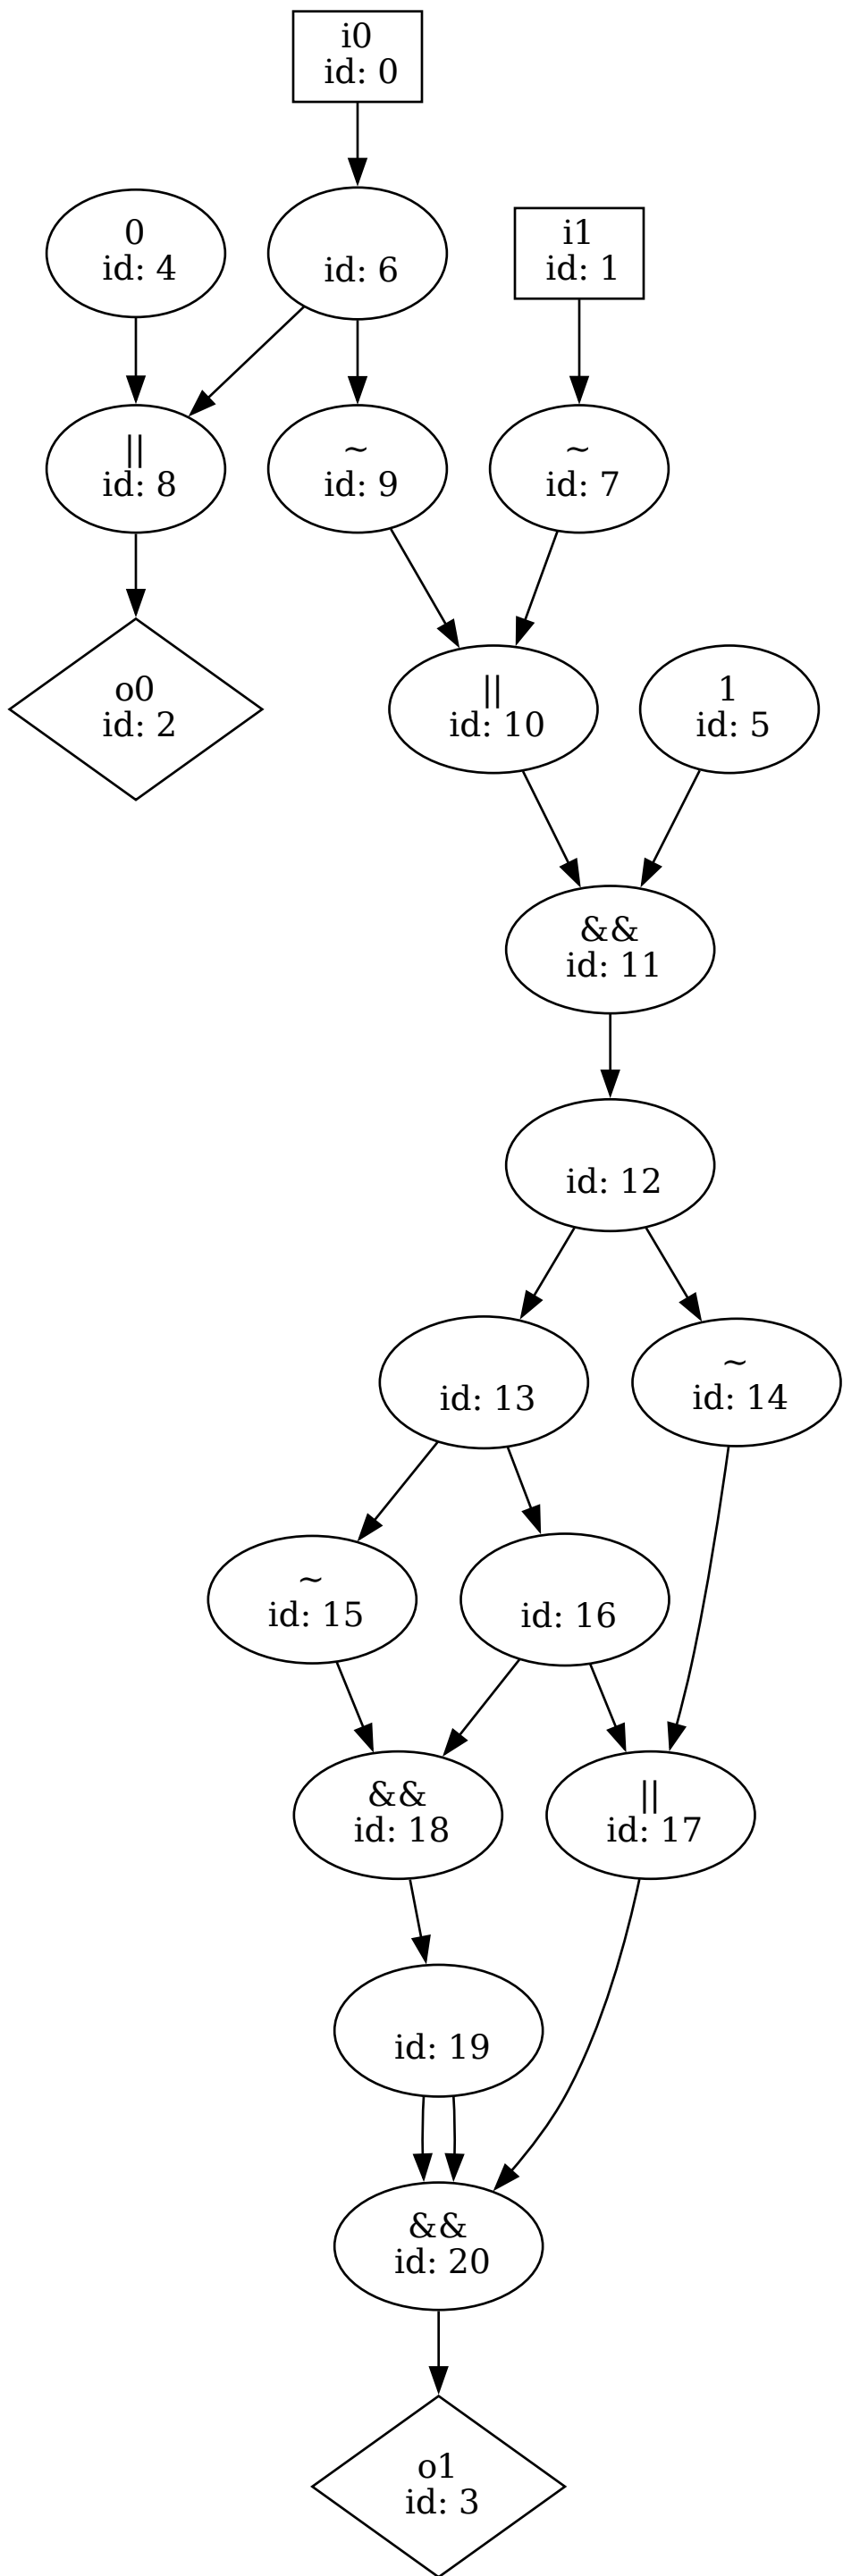 i0
id: 0
0
id: 4
id: 6
i1
id: 1
||
id: 8
~
id: 9
~
id: 7
o0
id: 2
||
id: 10
1
id: 5
&&
id: 11
id: 12
id: 13
~
id: 14
~
id: 15
id: 16
&&
id: 18
||
id: 17
id: 19
&&
id: 20
o1
id: 3